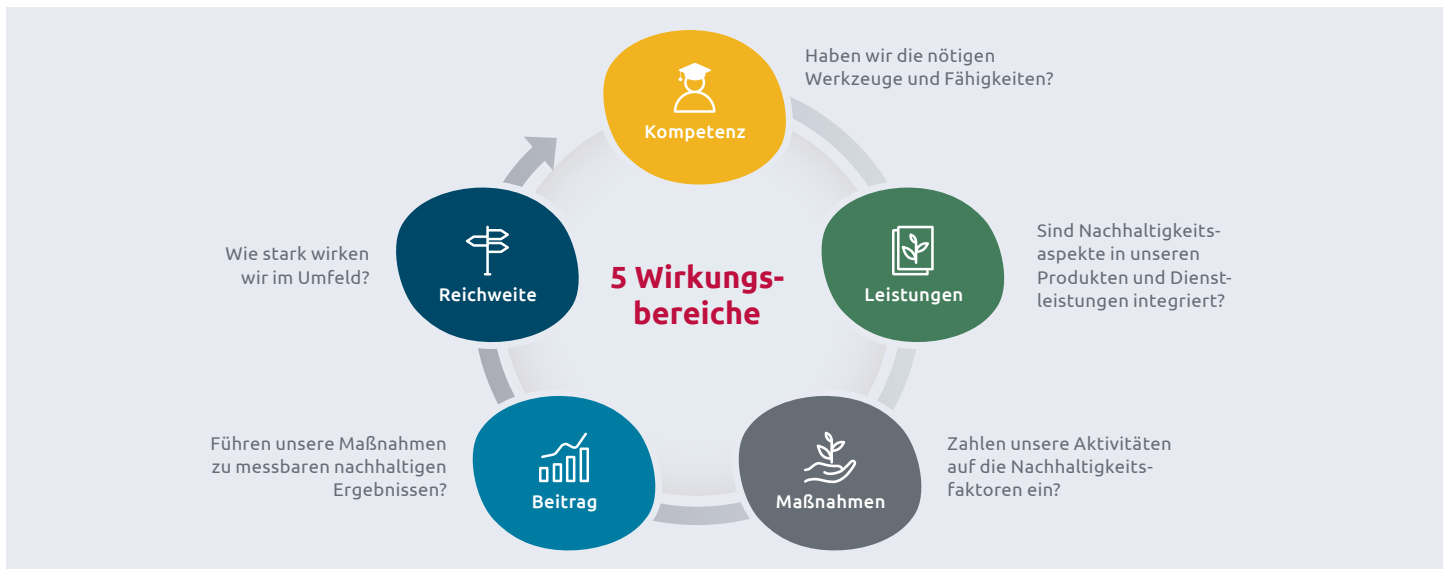 Haben wir die nötigen
Werkzeuge und Fähigkeiten?
Kompetenz
Sind Nachhaltigkeits-
aspekte in unseren
Produkten und Dienst-
leistungen integriert?
Leistungen
5 Wirkungs-
bereiche
Wie stark wirken
wir im Umfeld?
Reichweite
Zahlen unsere Aktivitäten
auf die Nachhaltigkeits-
faktoren ein?
Maßnahmen
Führen unsere Maßnahmen
zu messbaren nachhaltigen
Ergebnissen?
Beitrag